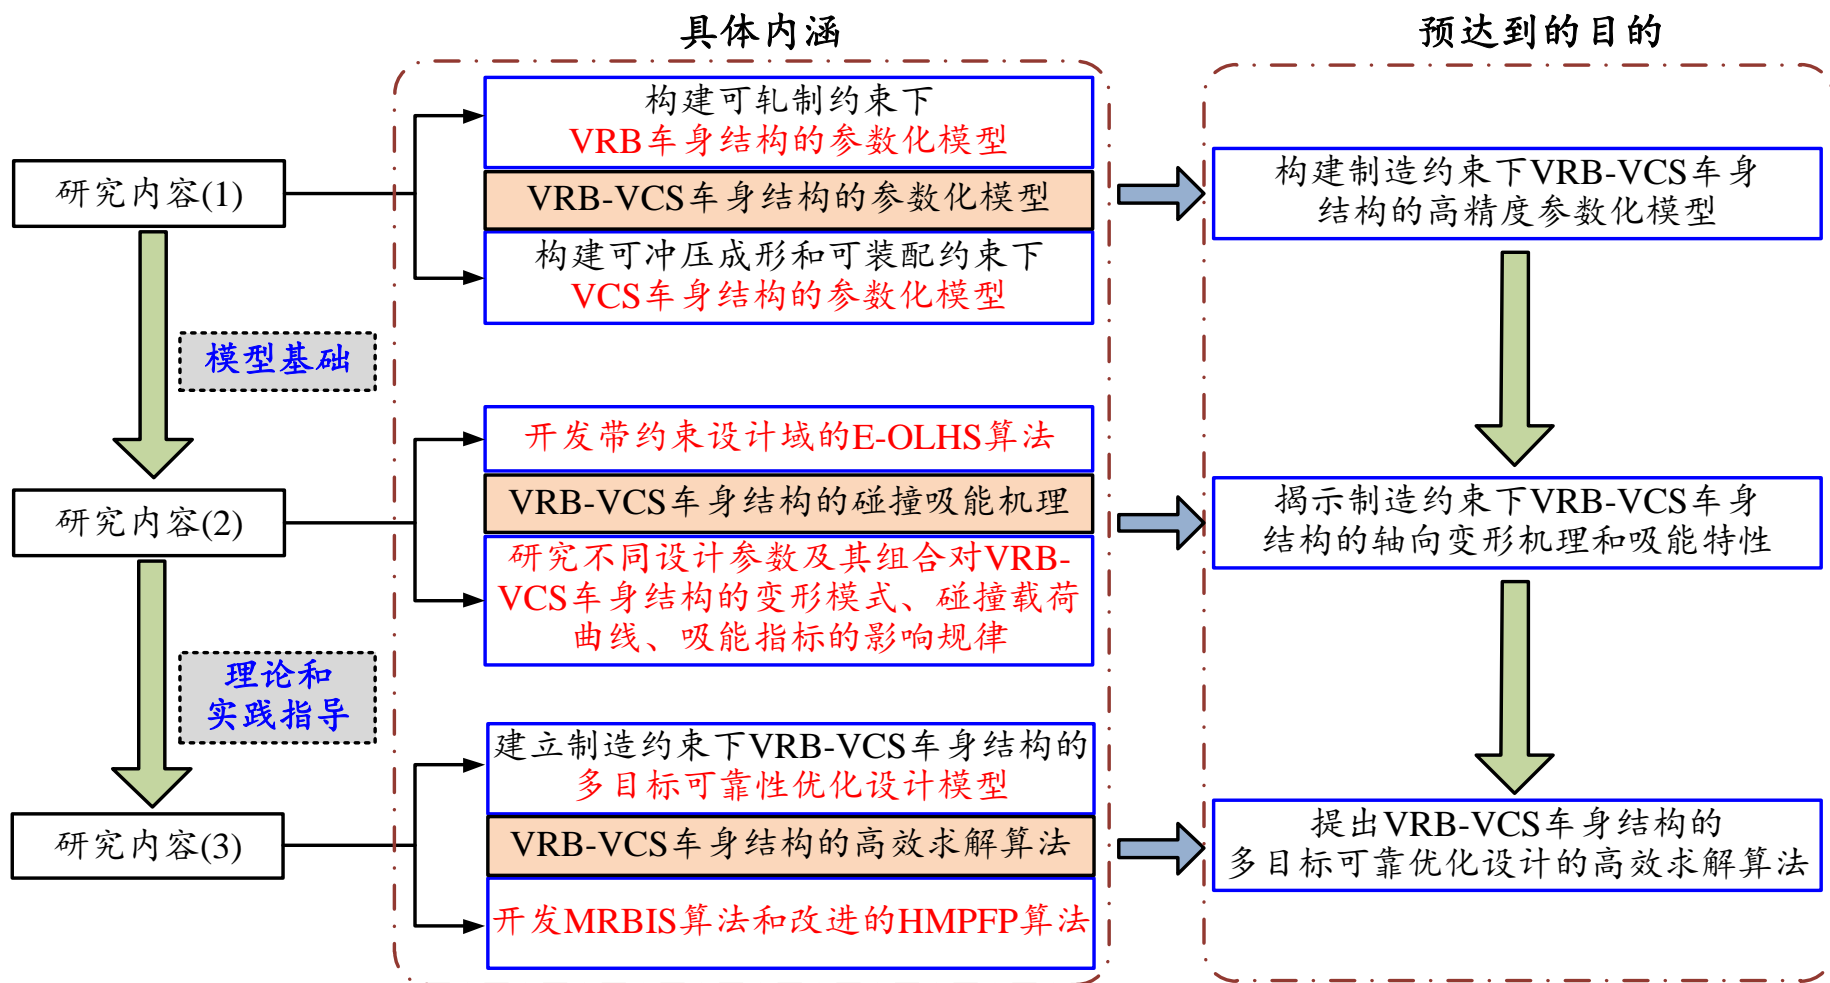 具体内涵
预达到的目的
研究内容(1)
构建可轧制约束下
VRB车身结构的参数化模型
VRB-VCS车身结构的参数化模型
构建可冲压成形和可装配约束下
VCS车身结构的参数化模型
构建制造约束下VRB-VCS车身
结构的高精度参数化模型
模型基础
研究内容(2)
开发带约束设计域的E-OLHS算法
VRB-VCS车身结构的碰撞吸能机理
研究不同设计参数及其组合对VRB-
VCS车身结构的变形模式、碰撞载荷
曲线、吸能指标的影响规律
揭示制造约束下VRB-VCS车身
结构的轴向变形机理和吸能特性
理论和
实践指导
研究内容(3)
建立制造约束下VRB-VCS车身结构的
多目标可靠性优化设计模型
VRB-VCS车身结构的高效求解算法
开发MRBIS算法和改进的HMPFP算法
提出VRB-VCS车身结构的
多目标可靠优化设计的高效求解算法